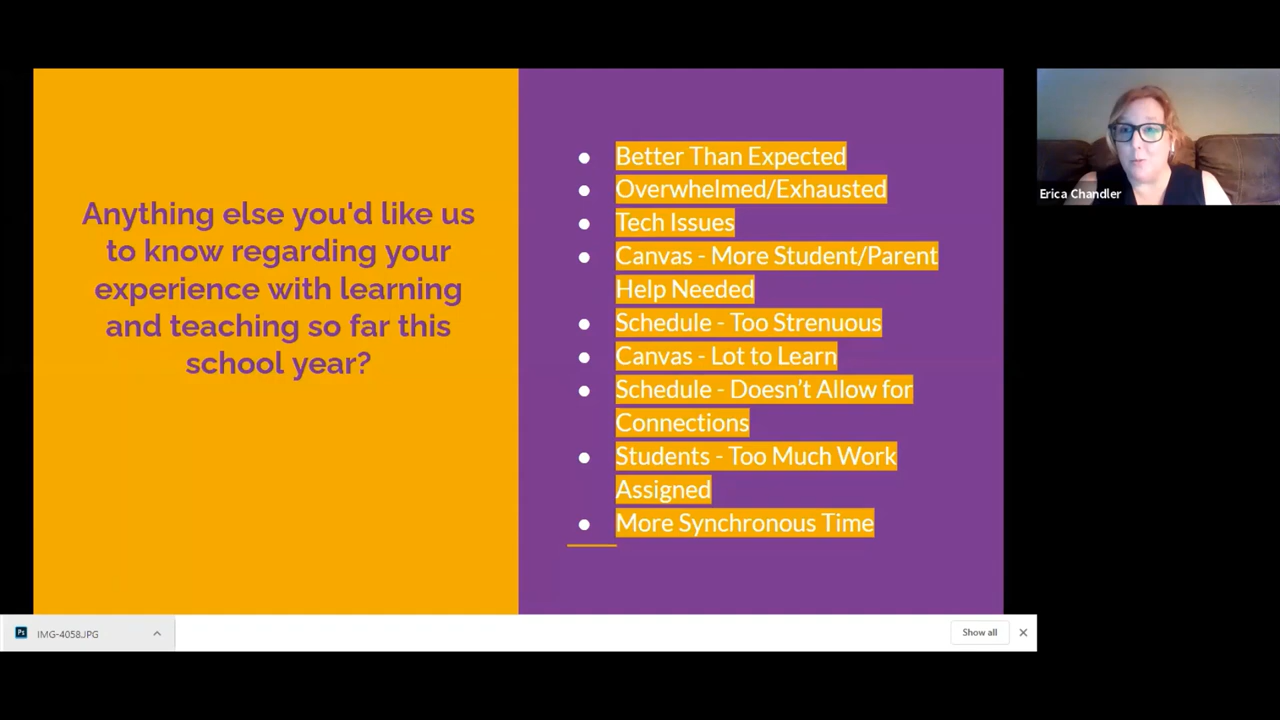 Anything else you'd like us
to know regarding your
experience with learning
and teaching so far this
school year?
● Better Than Expected
● Overwhelmed/Exhausted
● Tech Issues
● Canvas - More Student/Parent
Help Needed
● Schedule - Too Strenuous
● Canvas - Lot to Learn
● Schedule - Doesn’t Allow for
Connections
● Students - Too Much Work
Assigned
● More Synchronous Time
Erica Chandler
Ps IMG-4058.JPG
Show all